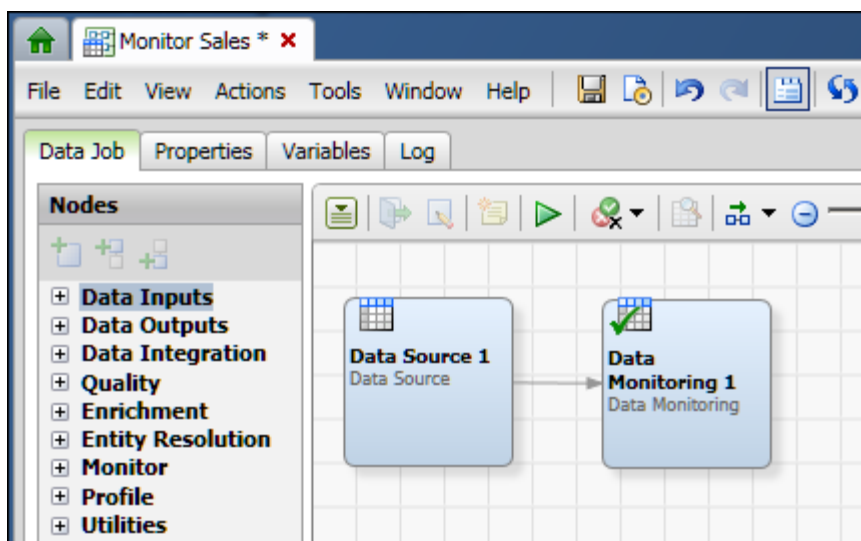 Monitor Sales *
File Edit View Actions Tools Window Help
Data Job Properties Variables Log
Nodes
Data Inputs
Data Outputs
Data Integration
Quality
Enrichment
Entity Resolution
Monitor
Profile
Utilities
Data Source 1
Data Source
Data
Monitoring 1
Data Monitoring